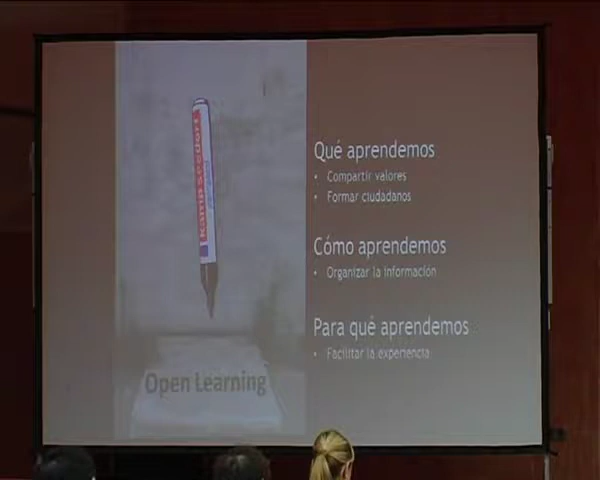 Qué aprendemos
• Compartir valores
• Formar ciudadanos
Cómo aprendemos
• Organizar la información
Para qué aprendemos
• Facilitar la experiencia
Open Learning